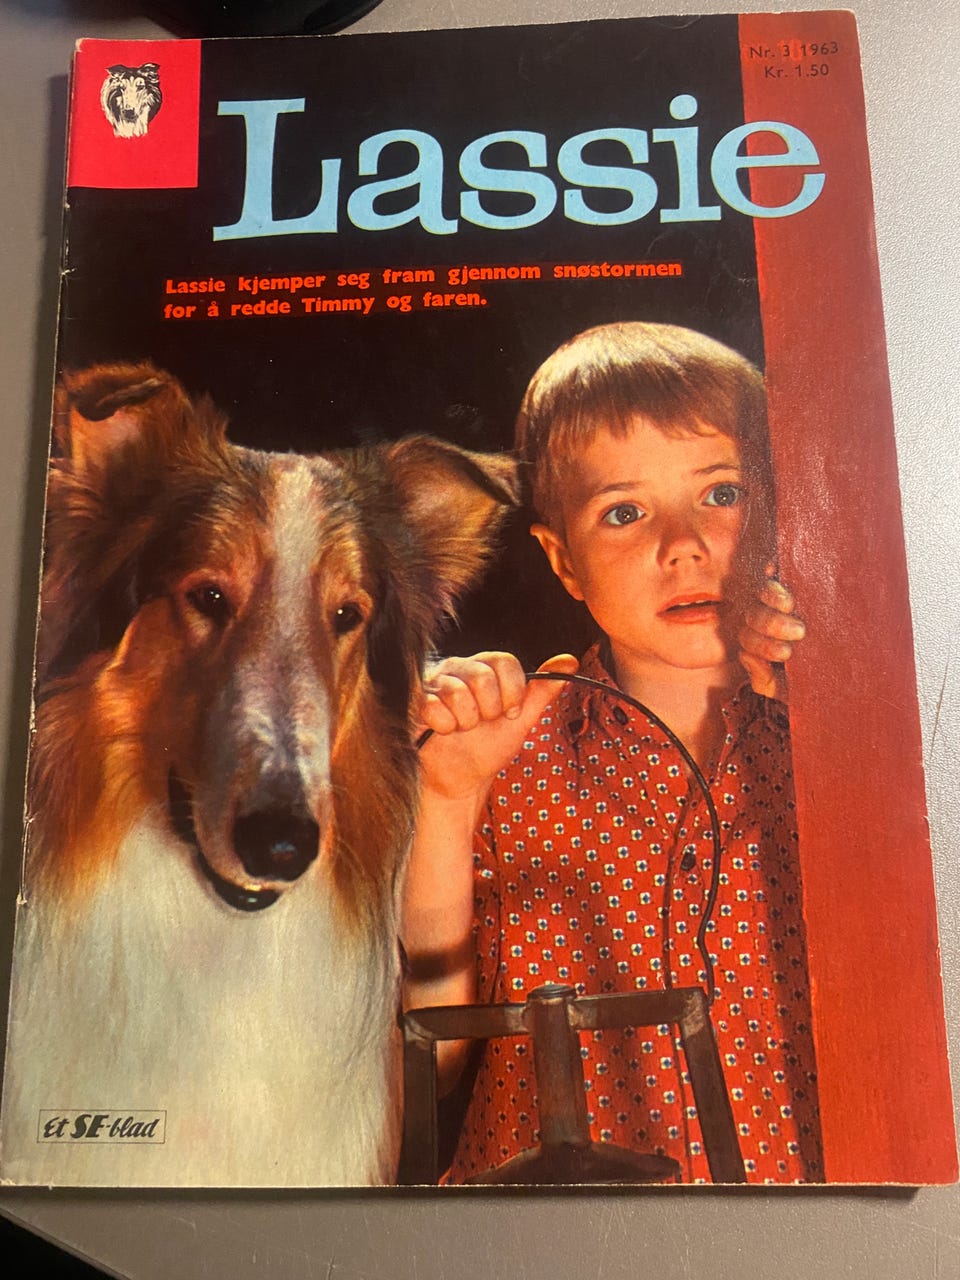 Nr. 3 1963
Kr. 1.50
Lassie
Lassie kjemper seg fram gjennom snøstormen
for å redde Timmy og faren.
Et SE-blad